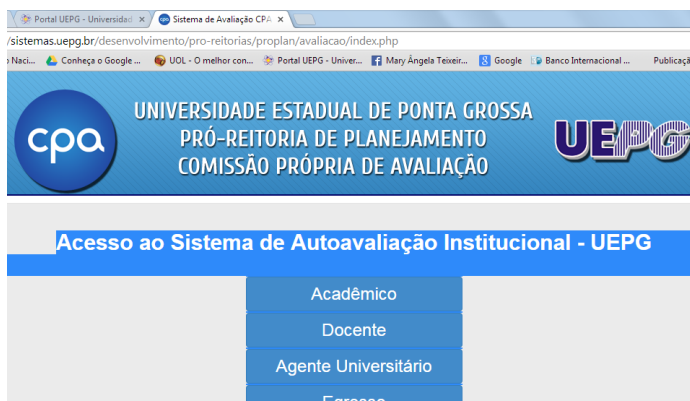 Portal UEPG - Universidad × Sistema de Avaliação CPA ×
/sistemas.uepg.br/desenvolvimento/pro-reitorias/proplan/avaliacao/index.php
Naci... Conheça o Google ... UOL - O melhor con... Portal UEPG - Univer... Mary Ângela Teixeir... Google Banco Internacional ... Publicaçã
cpa
UNIVERSIDADE ESTADUAL DE PONTA GROSSA
PRÓ-REITORIA DE PLANEJAMENTO
COMISSÃO PRÓPRIA DE AVALIAÇÃO
UEPG
Acesso ao Sistema de Autoavaliação Institucional - UEPG
Acadêmico
Docente
Agente Universitário
Egresso